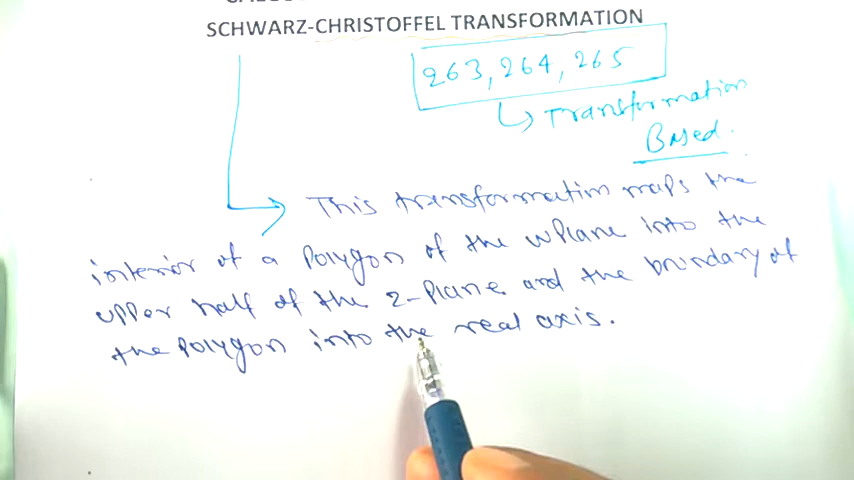 SCHWARZ-CHRISTOFFEL TRANSFORMATION
263, 264, 265
Transformation
Based.
This transformation maps the
interior of a polygon of the w plane into the
upper half of the z-plane and the boundary of
the polygon into the real axis.